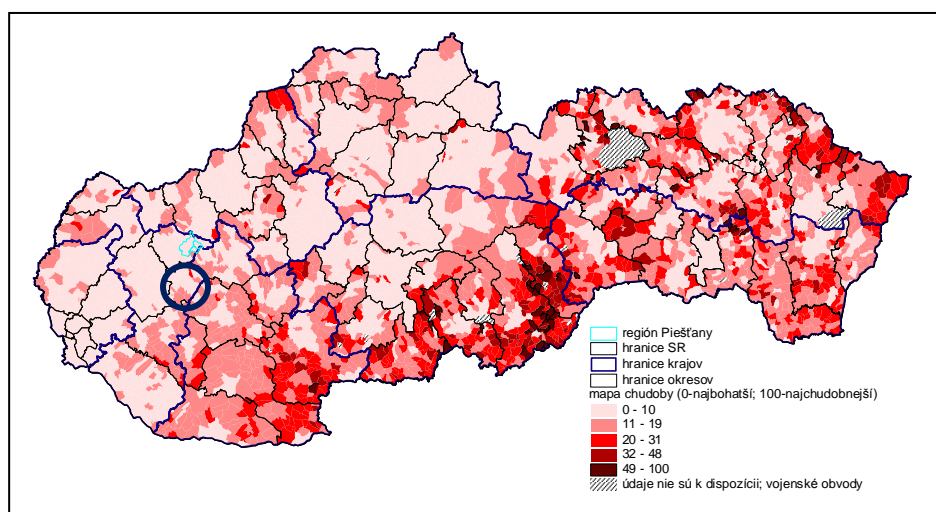 región Piešťany
hranice SR
hranice krajov
hranice okresov
mapa chudoby (0-najbohatší; 100-najchudobnejší)
0 - 10
11 - 19
20 - 31
32 - 48
49 - 100
údaje nie sú k dispozícii; vojenské obvody